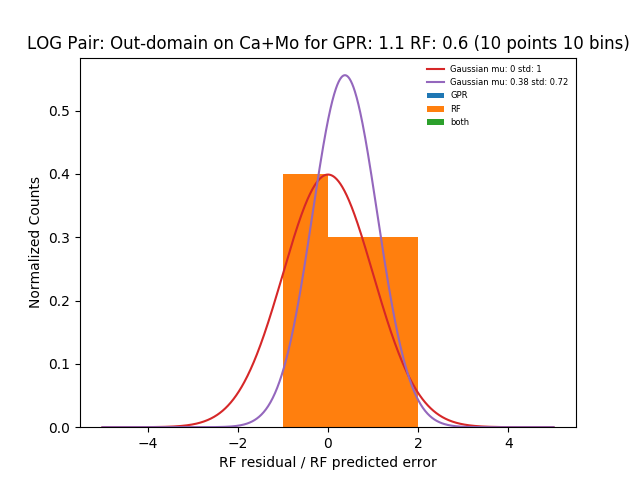 LOG Pair: Out-domain on Ca+Mo for GPR: 1.1 RF: 0.6 (10 points 10 bins)
Gaussian mu: 0 std: 1
Gaussian mu: 0.38 std: 0.72
GPR
RF
both
Normalized Counts
0.5
0.4
0.3
0.2
0.1
0.0
−4 −2 0 2 4
RF residual / RF predicted error